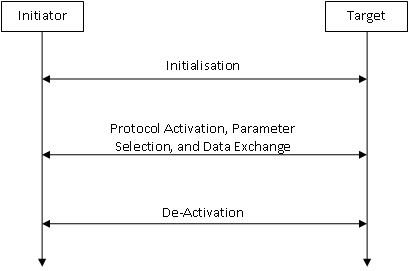 Initiator
Target
Initialisation
Protocol Activation, Parameter
Selection, and Data Exchange
De-Activation